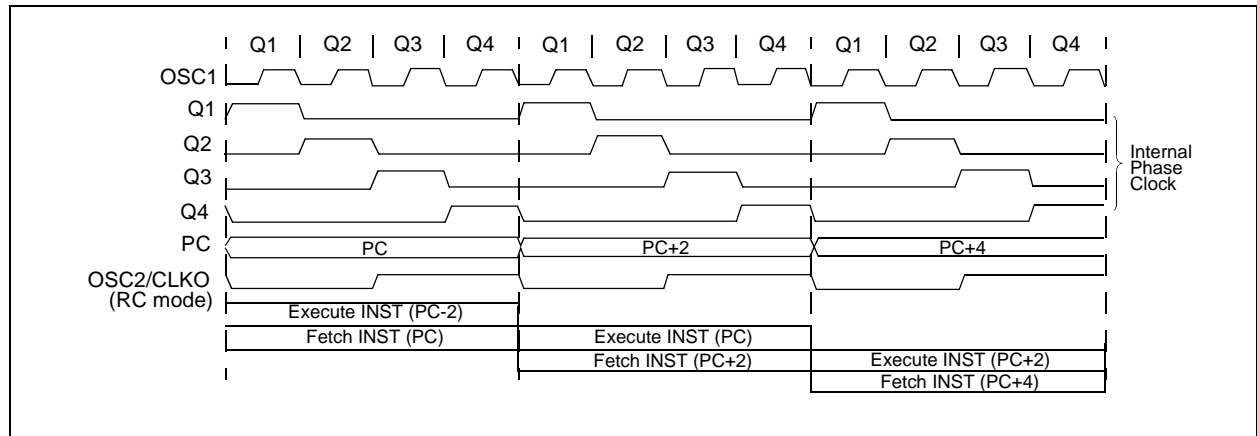 Q1 Q2 Q3 Q4 Q1 Q2 Q3 Q4 Q1 Q2 Q3 Q4
OSC1
Q1
Q2
Q3
Q4
Internal
Phase
Clock
PC PC PC+2 PC+4
OSC2/CLKO
(RC mode)
Execute INST (PC-2)
Fetch INST (PC) Execute INST (PC)
Fetch INST (PC+2) Execute INST (PC+2)
Fetch INST (PC+4)